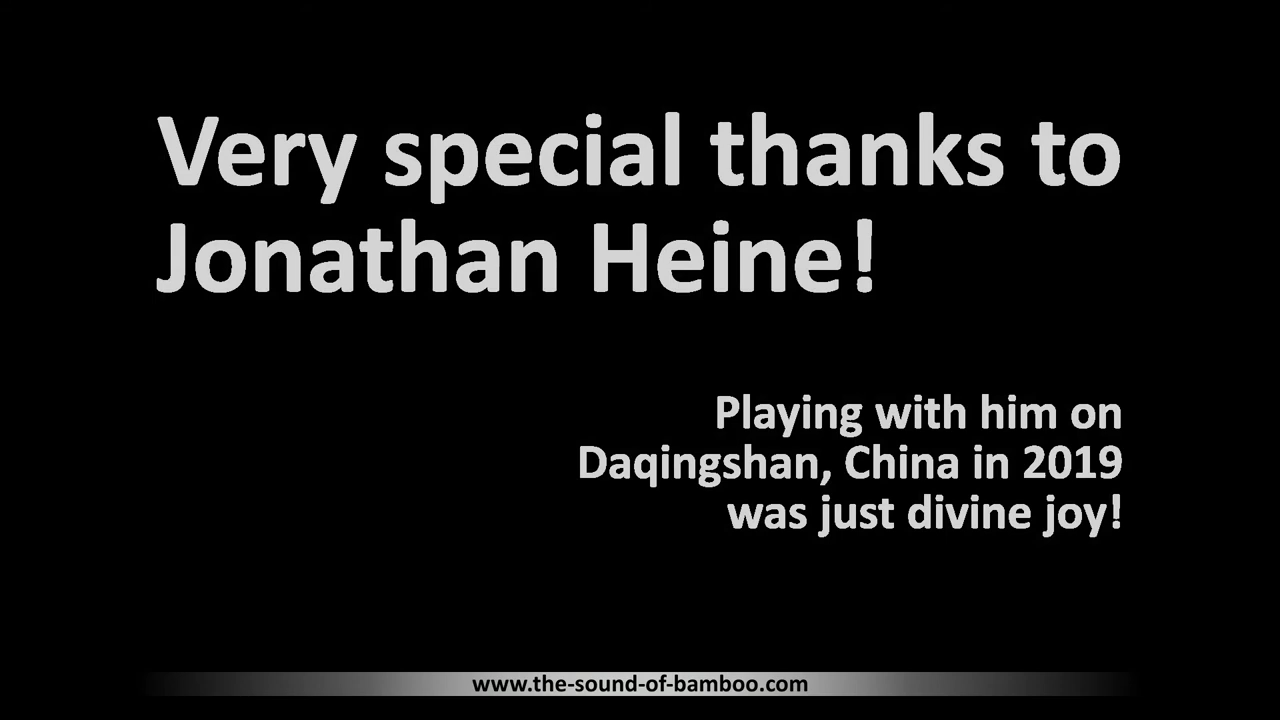 Very special thanks to
Jonathan Heine!
Playing with him on
Daqingshan, China in 2019
was just divine joy!
www.the-sound-of-bamboo.com